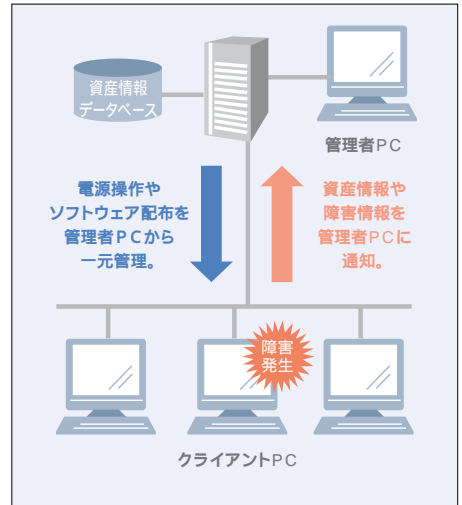 資産情報
データベース
管理者PC
電源操作や
ソフトウェア配布を
管理者PCから
一元管理。
資産情報や
障害情報を
管理者PCに
通知。
障害
発生
クライアントPC